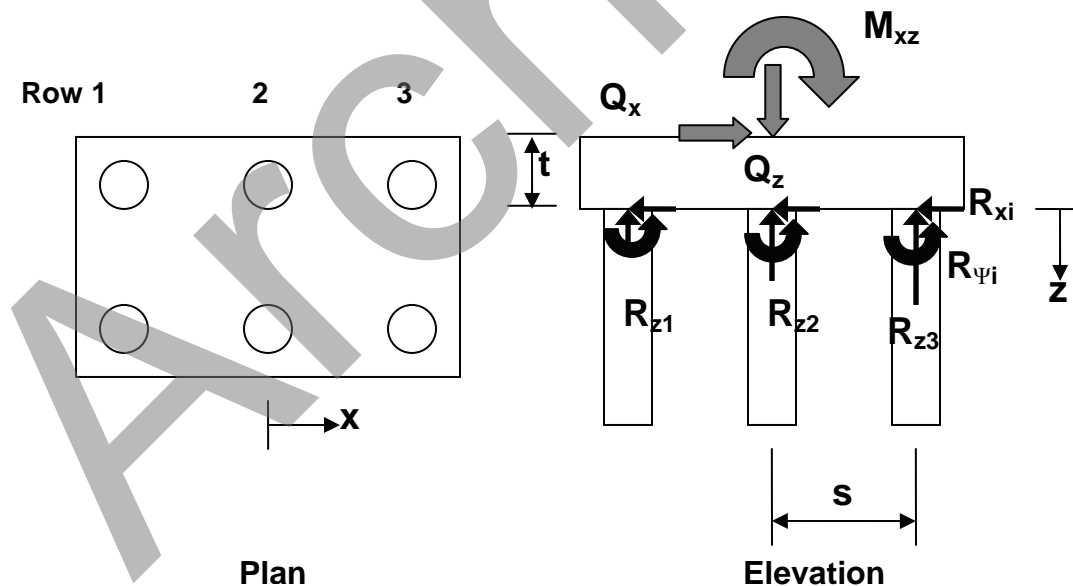 Row 1 2 3
x
Plan
M_xz
Q_x
Q_z
t
R_xi
R_Ψi
z
R_z1
R_z2
R_z3
s
Elevation